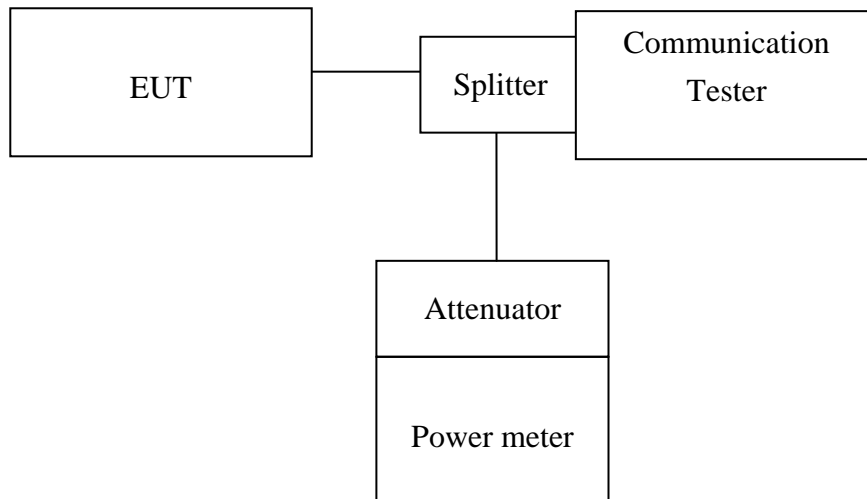 EUT
Splitter
Communication
Tester
Attenuator
Power meter